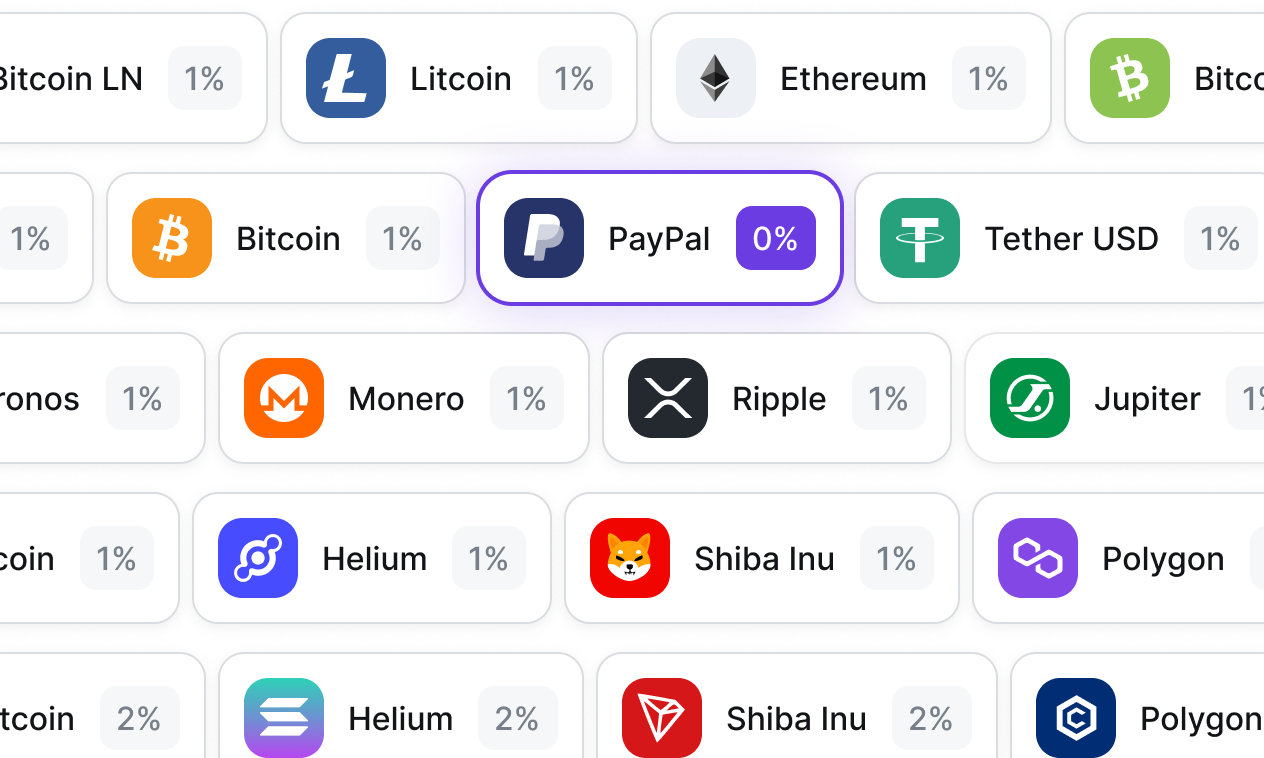 Bitcoin LN 1% Litcoin 1% Ethereum 1% Bitc
1% Bitcoin 1% PayPal 0% Tether USD 1%
ronos 1% Monero 1% Ripple 1% Jupiter 1%
coin 1% Helium 1% Shiba Inu 1% Polygon
tcoin 2% Helium 2% Shiba Inu 2% Polygon